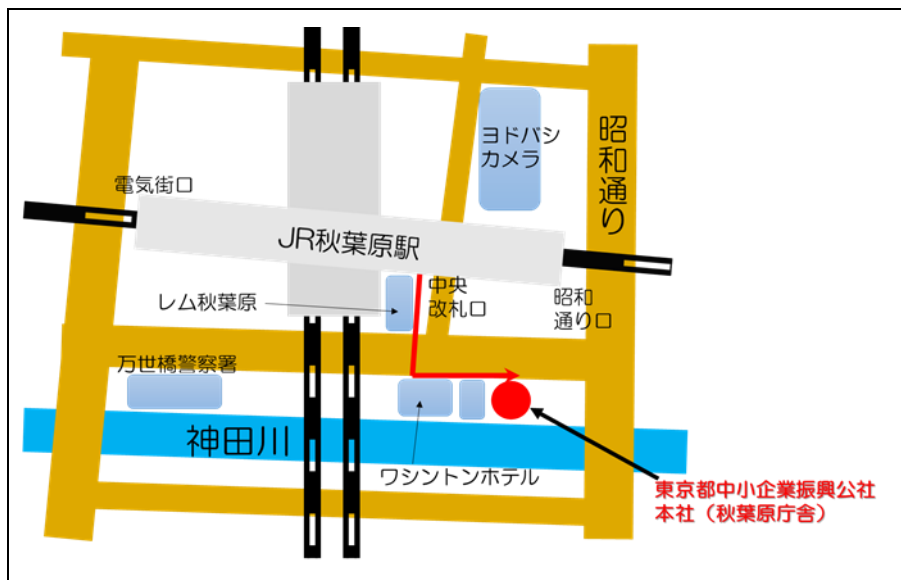 ヨドバシ
カメラ
昭和通り
電気街口
JR秋葉原駅
中央
改札口
レム秋葉原
昭和
通り口
万世橋警察署
神田川
ワシントンホテル
東京都中小企業振興公社
本社（秋葉原庁舎）